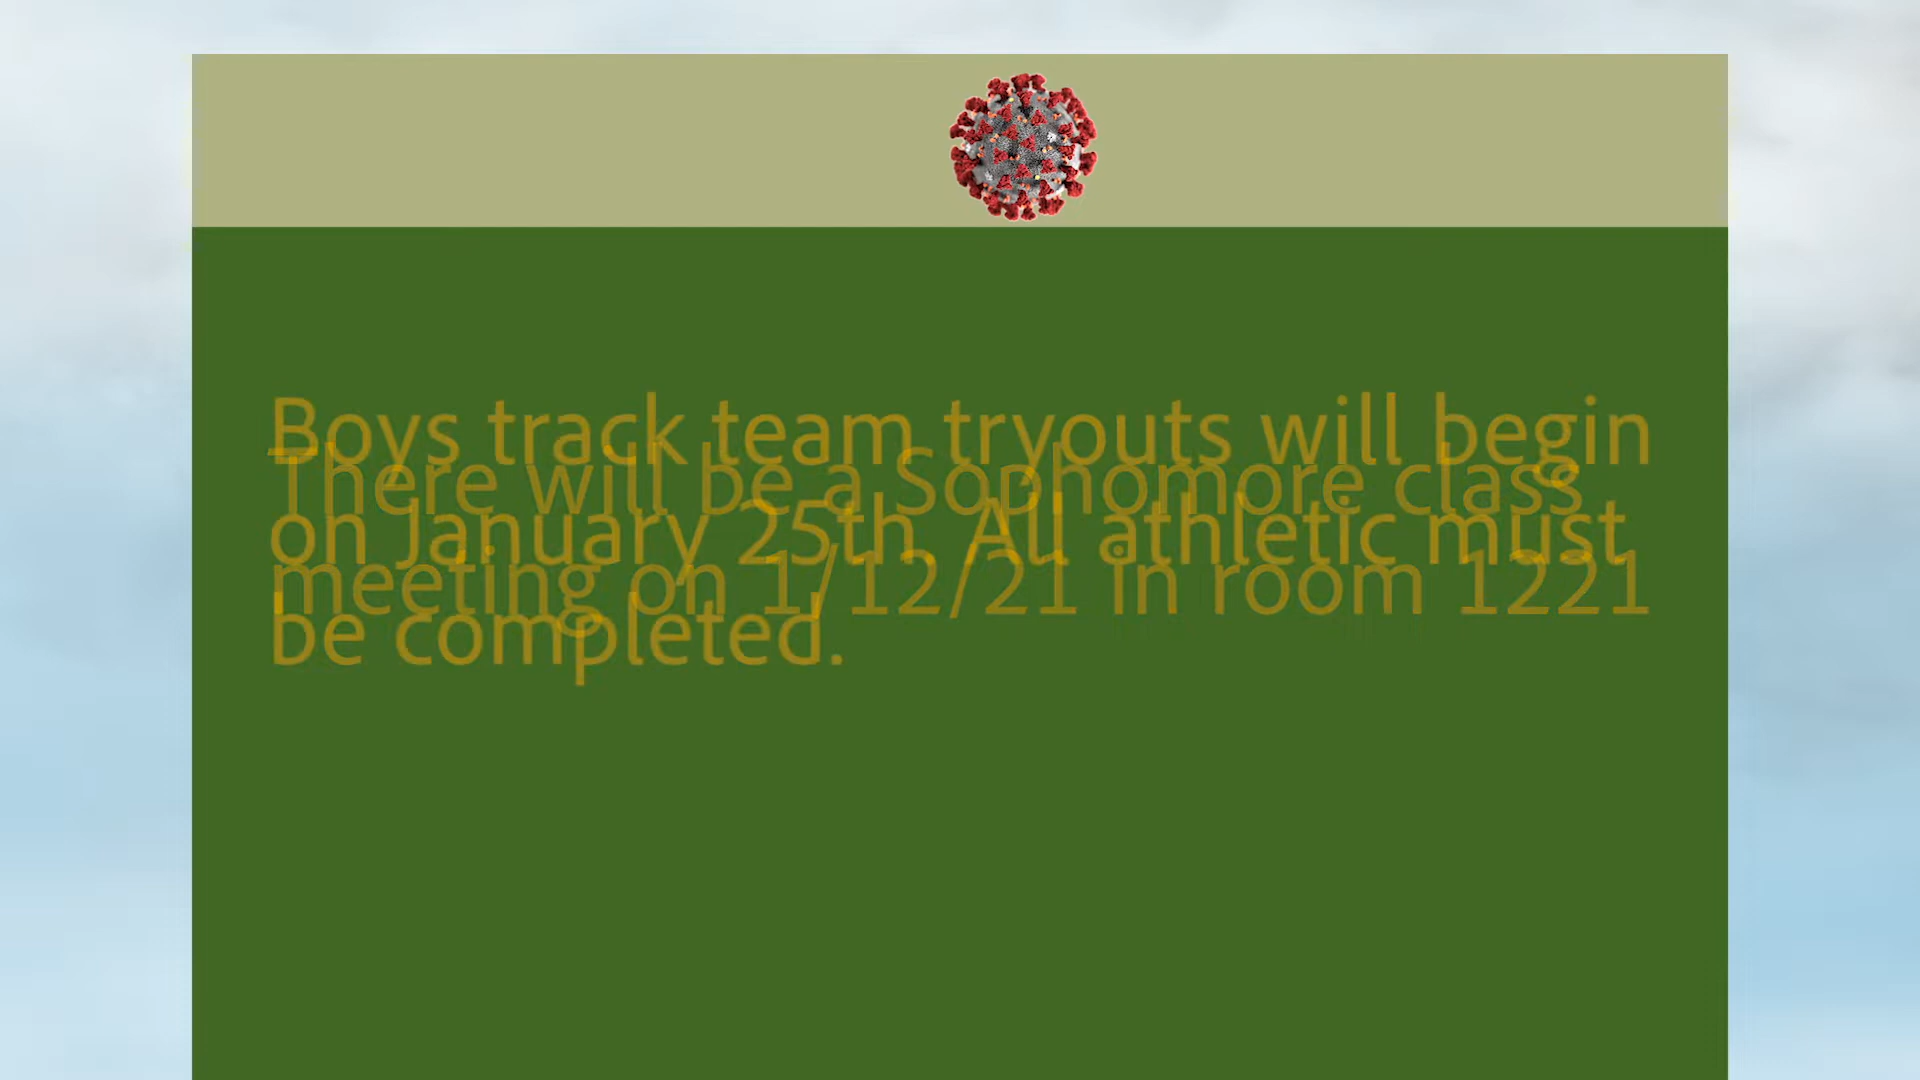 Boys track team tryouts will begin
on January 25th. All athletic must
be completed.
There will be a Sophomore class
meeting on 1/12/21 in room 1221